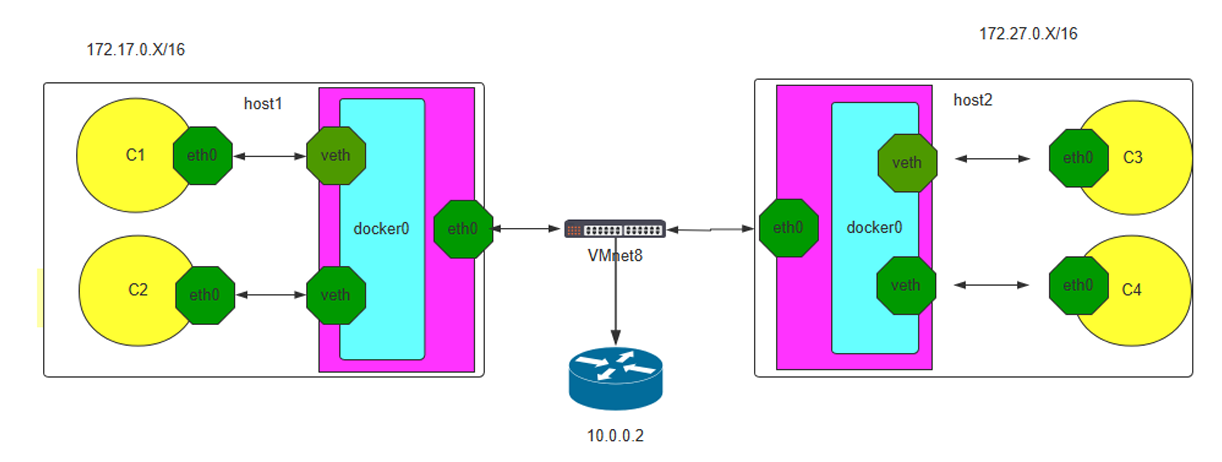 172.17.0.X/16
172.27.0.X/16
host1
host2
C1
eth0
veth
veth
eth0
C3
docker0
eth0
eth0
docker0
VMnet8
C2
eth0
veth
veth
eth0
C4
10.0.0.2